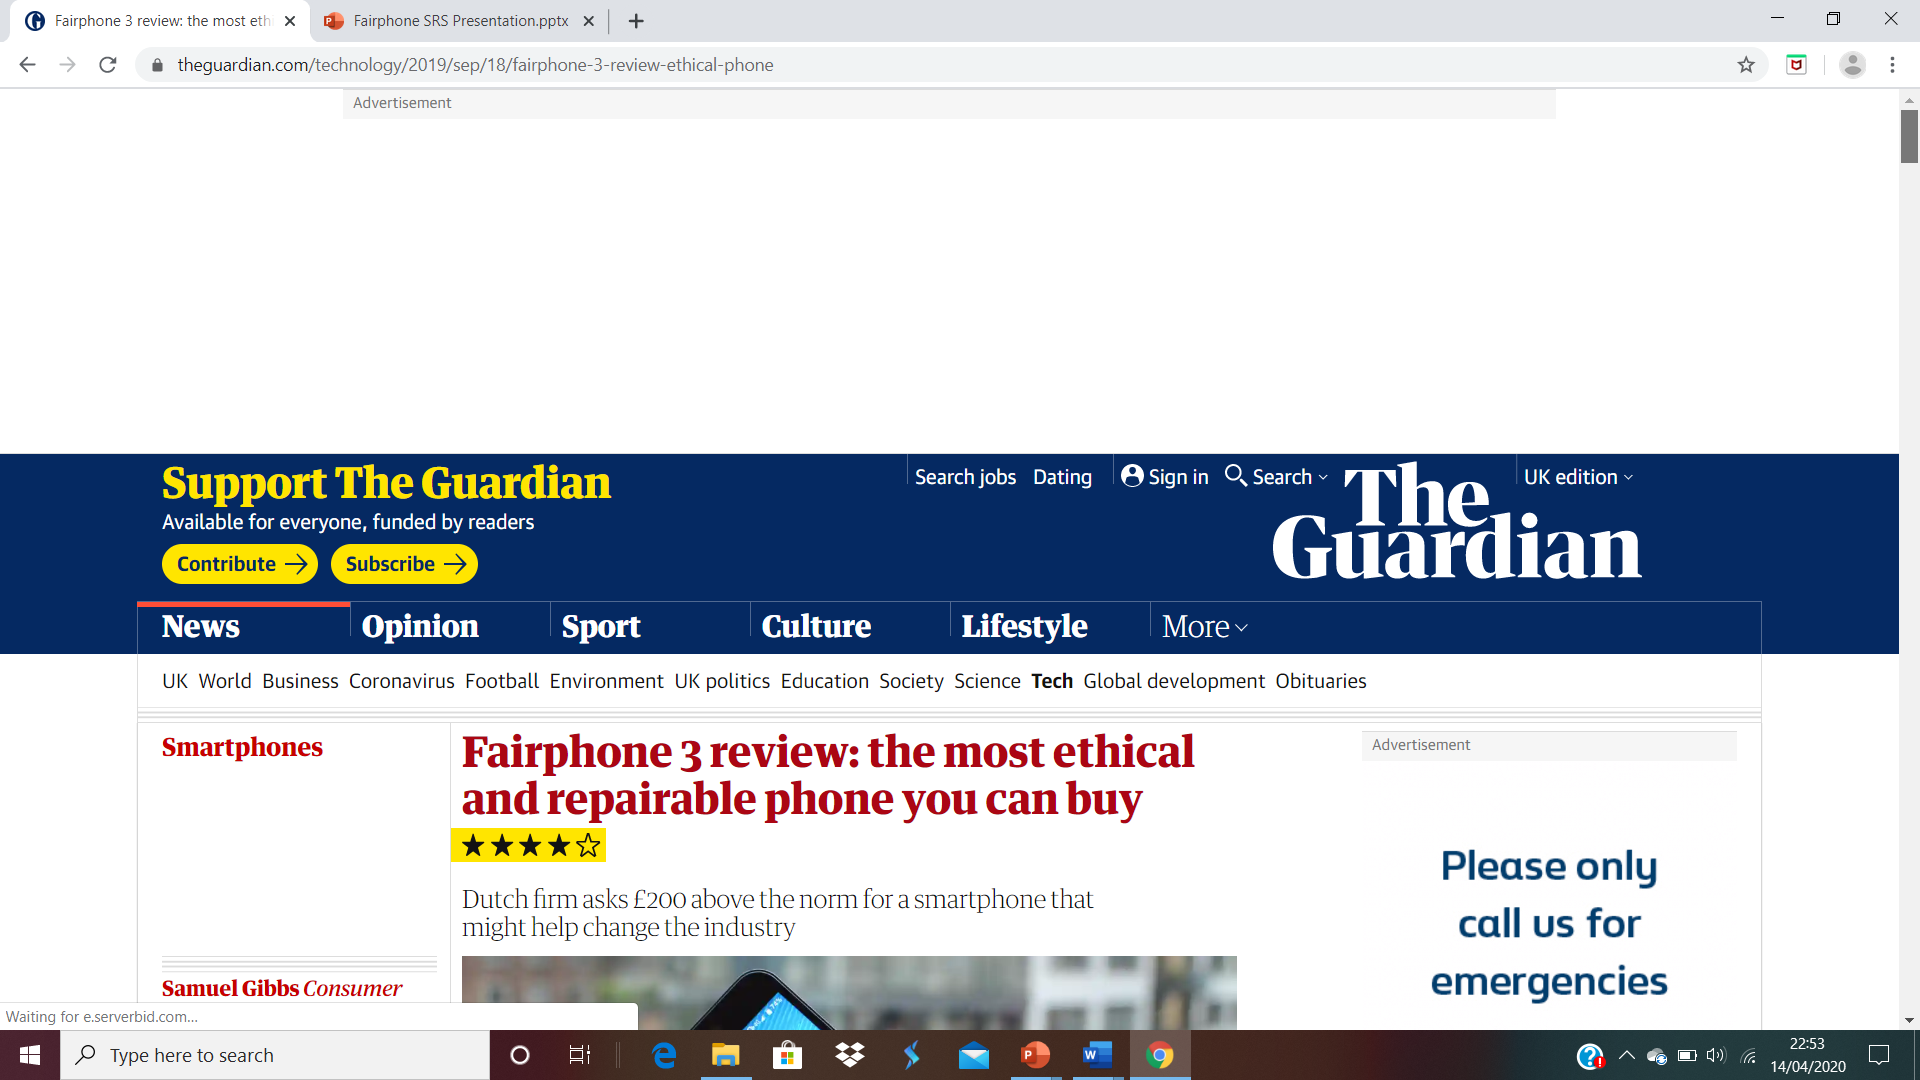 Fairphone 3 review: the most eth
Fairphone SRS Presentation.pptx
theguardian.com/technology/2019/sep/18/fairphone-3-review-ethical-phone
Advertisement
Support The Guardian
Available for everyone, funded by readers
Contribute
Subscribe
Search jobs
Dating
Sign in
Search
UK edition
The
Guardian
News
Opinion
Sport
Culture
Lifestyle
More
UK World Business Coronavirus Football Environment UK politics Education Society Science Tech Global development Obituaries
Smartphones
Fairphone 3 review: the most ethical
and repairable phone you can buy
Dutch firm asks £200 above the norm for a smartphone that
might help change the industry
Samuel Gibbs Consumer
Advertisement
Please only
call us for
emergencies
Waiting for e.serverbid.com...
Type here to search
22:53
14/04/2020